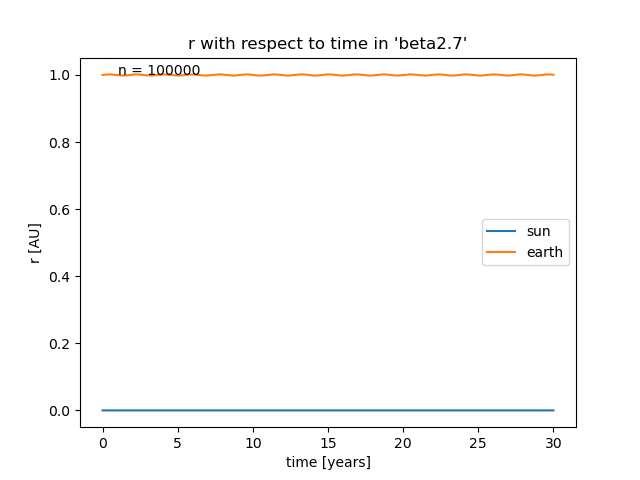 r with respect to time in 'beta2.7'
n = 100000
1.0
0.8
0.6
0.4
0.2
0.0
r [AU]
sun
earth
0 5 10 15 20 25 30
time [years]